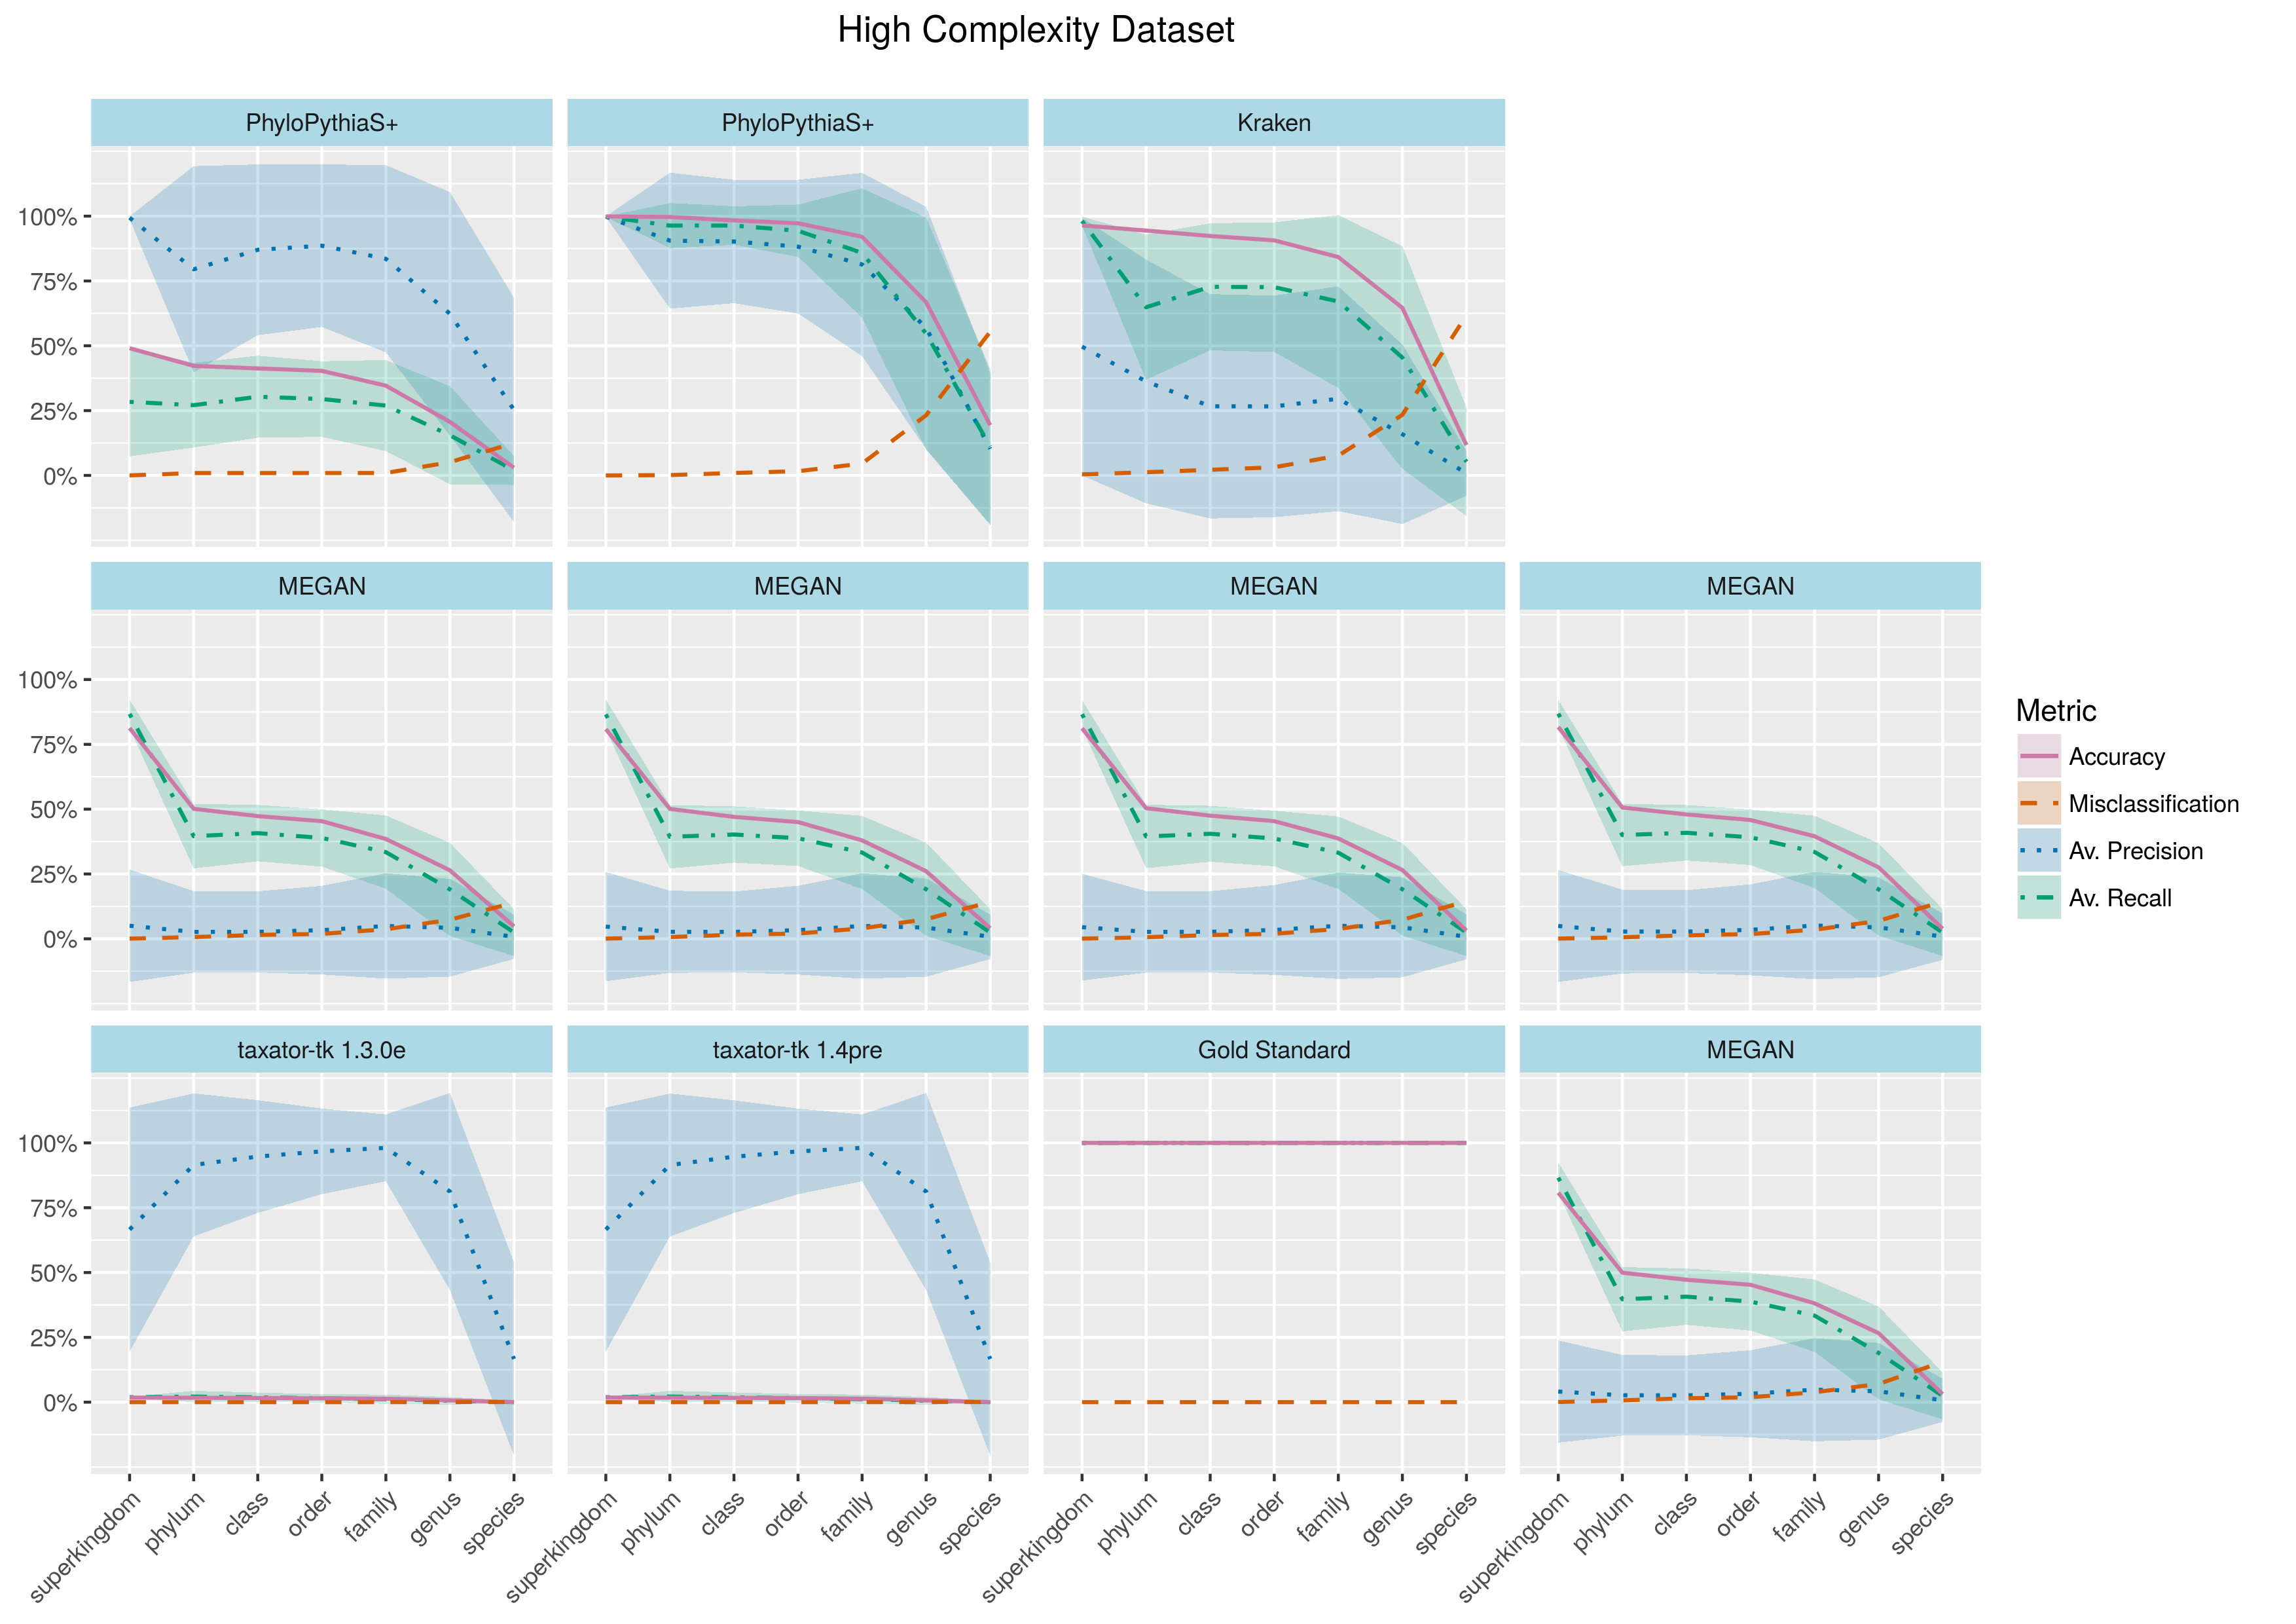 High Complexity Dataset
PhyloPythiaS+
PhyloPythiaS+
Kraken
100%
75%
50%
25%
0%
MEGAN
MEGAN
MEGAN
MEGAN
100%
75%
50%
25%
0%
taxator-tk 1.3.0e
taxator-tk 1.4pre
Gold Standard
MEGAN
100%
75%
50%
25%
0%
superkingdom
phylum
class
order
family
genus
species
superkingdom
phylum
class
order
family
genus
species
superkingdom
phylum
class
order
family
genus
species
superkingdom
phylum
class
order
family
genus
species
Metric
Accuracy
Misclassification
Av. Precision
Av. Recall